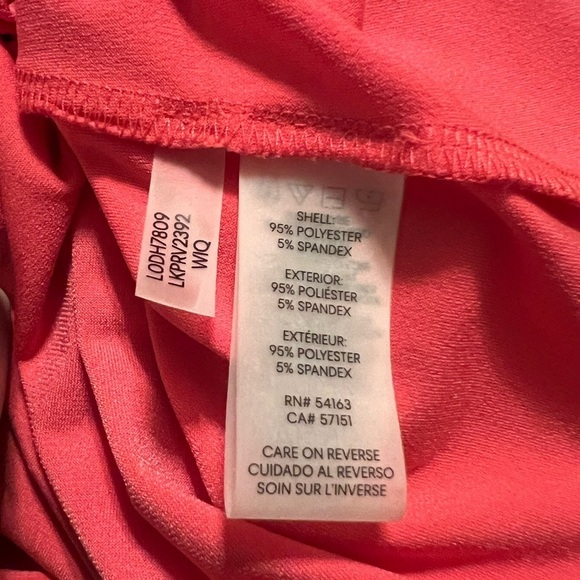 L0DH7809
LKPRV2392
WIQ
SHELL:
95% POLYESTER
5% SPANDEX
EXTERIOR:
95% POLIÉSTER
5% SPANDEX
EXTÉRIEUR:
95% POLYESTER
5% SPANDEX
RN# 54163
CA# 57151
CARE ON REVERSE
CUIDADO AL REVERSO
SOIN SUR L'INVERSE